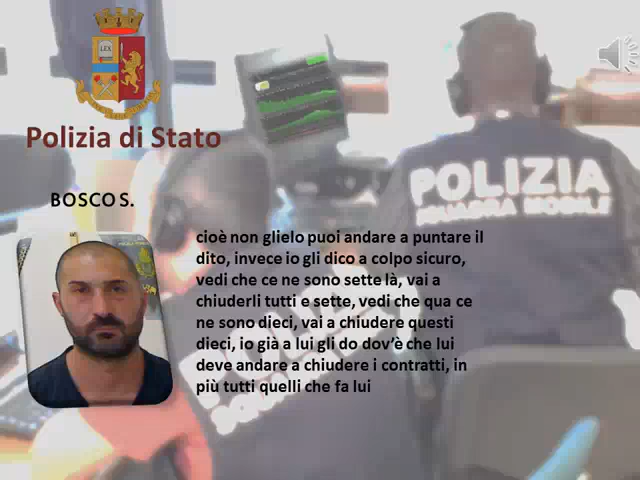 LEX
Polizia di Stato
BOSCO S.
POLIZIA
SQUADRA MOBILE
cioè non glielo puoi andare a puntare il
dito, invece io gli dico a colpo sicuro,
vedi che ce ne sono sette là, vai a
chiuderli tutti e sette, vedi che qua ce
ne sono dieci, vai a chiudere questi
dieci, io già a lui gli do dov'è che lui
deve andare a chiudere i contratti, in
più tutti quelli che fa lui